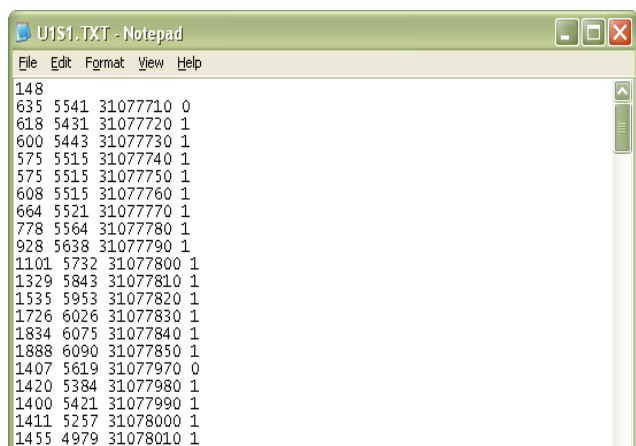 U1S1.TXT - Notepad
File Edit Format View Help
148
635 5541 31077710 0
618 5431 31077720 1
600 5443 31077730 1
575 5515 31077740 1
575 5515 31077750 1
608 5515 31077760 1
664 5521 31077770 1
778 5564 31077780 1
928 5638 31077790 1
1101 5732 31077800 1
1329 5843 31077810 1
1535 5953 31077820 1
1726 6026 31077830 1
1834 6075 31077840 1
1888 6090 31077850 1
1407 5619 31077970 0
1420 5384 31077980 1
1400 5421 31077990 1
1411 5257 31078000 1
1455 4979 31078010 1